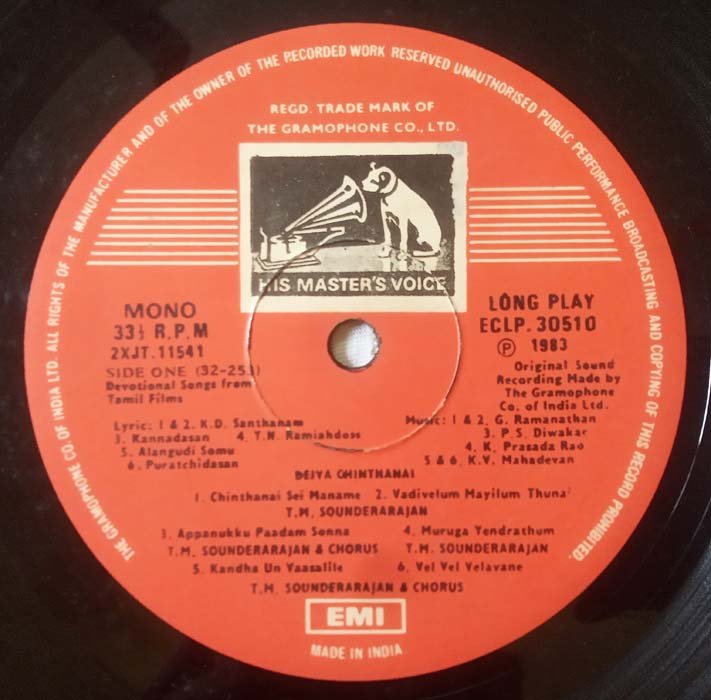 THE GRAMOPHONE CO. OF INDIA LTD. ALL RIGHTS OF THE MANUFACTURER AND OF THE OWNER OF THE RECORDED WORK RESERVED UNAUTHORISED PUBLIC PERFORMANCE BROADCASTING AND COPYING OF THIS RECORD PROHIBITED.
REGD. TRADE MARK OF
THE GRAMOPHONE CO., LTD.
HIS MASTER'S VOICE
MONO
33⅓ R.P.M
2XJT.11541
SIDE ONE (32-25)
Devotional Songs from
Tamil Films
LONG PLAY
ECLP. 30510
Ⓟ 1983
Original Sound
Recording Made by
The Gramophone
Co. of India Ltd.
Lyric: 1 & 2. K.D. Santhanam
3. Kannadasan 4. T.N. Ramiahdoss
5. Alangudi Somu
6. Puratchidasan
Music: 1 & 2, G. Ramanathan
3. P.S. Diwakar
4. K. Prasada Rao
5 & 6. K.V. Mahadevan
DEIVA CHINTHANAI
1. Chinthanai Sei Maname 2. Vadivelum Mayilum Thunai
T.M. SOUNDERARAJAN
3. Appanukku Paadam Sonna 4. Muruga Yendrathum
T.M. SOUNDERARAJAN & CHORUS T.M. SOUNDERARAJAN
5. Kandha Un Vaasalile 6. Vel Vel Velavane
T.M. SOUNDERARAJAN & CHORUS
EMI
MADE IN INDIA